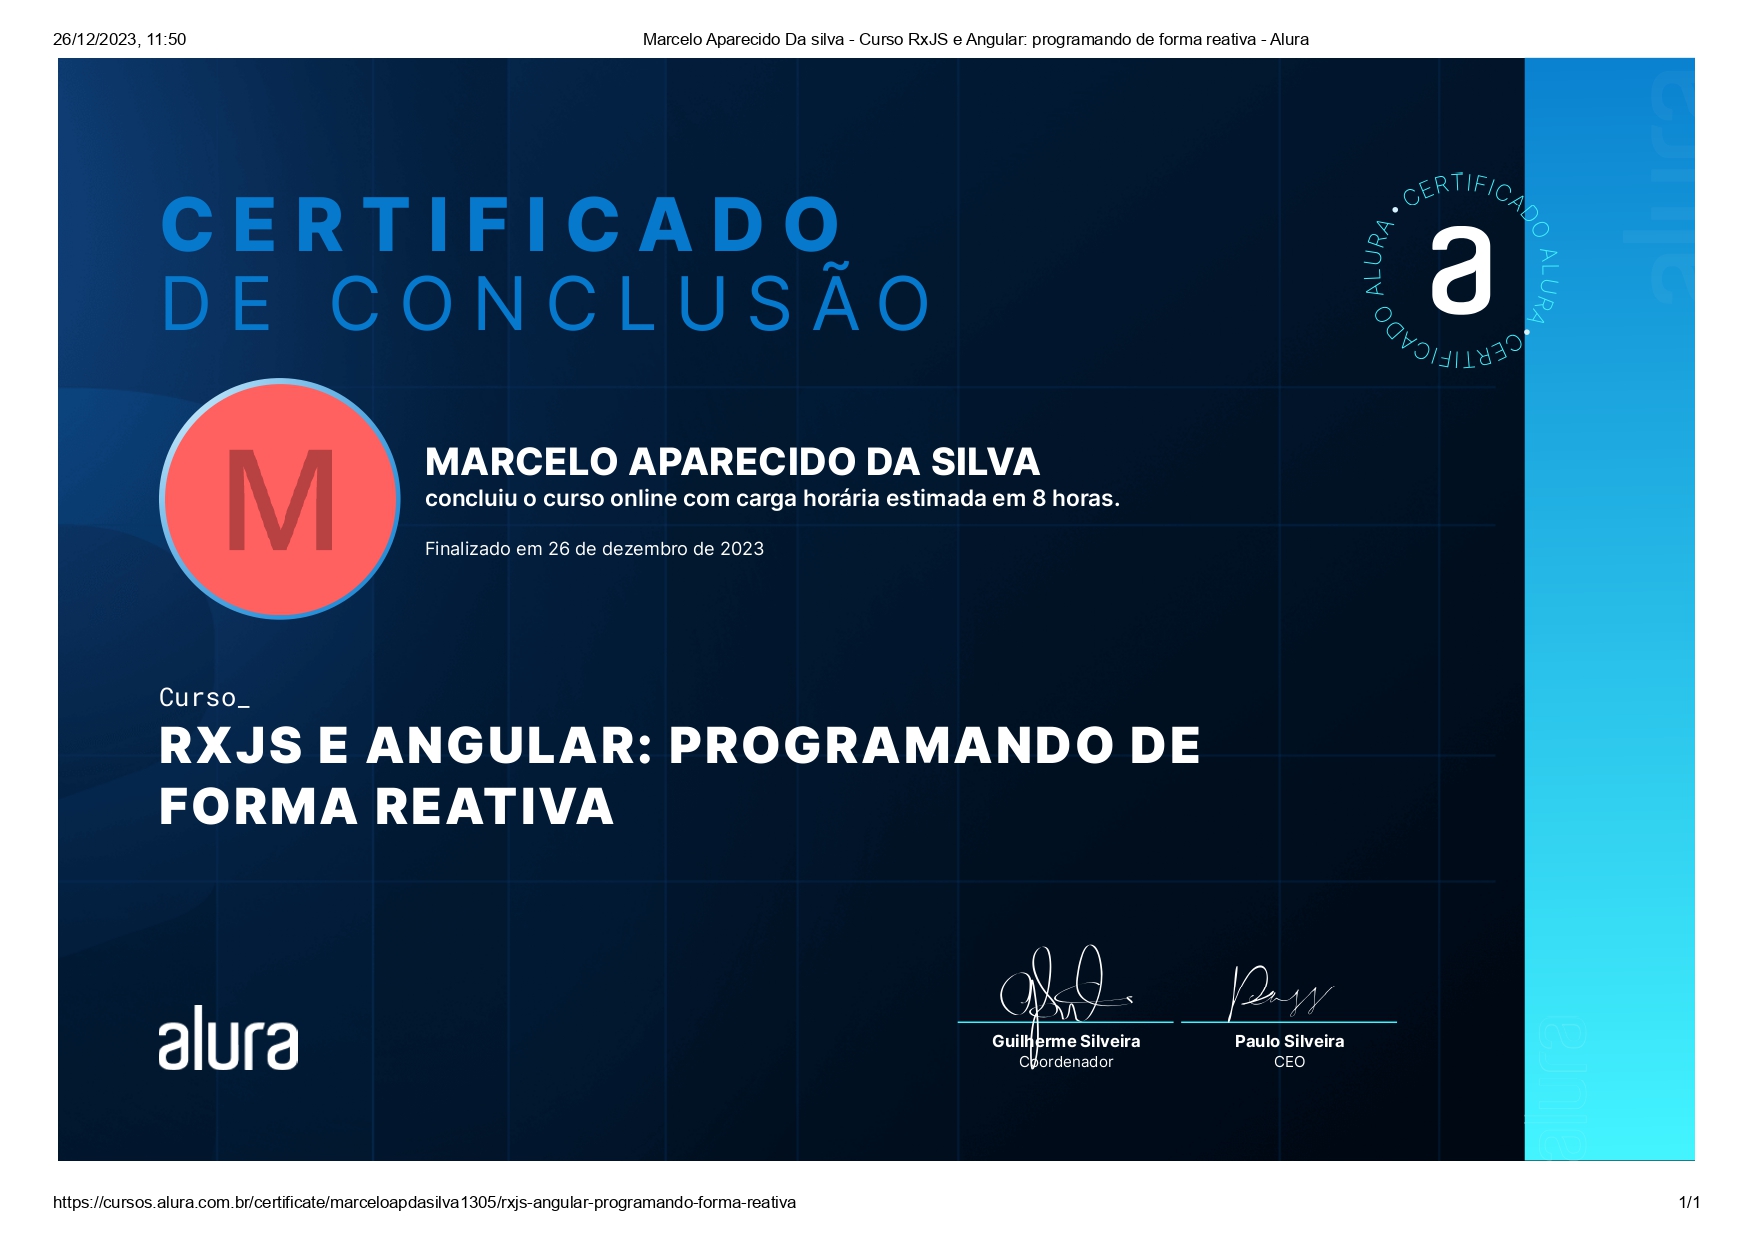 26/12/2023, 11:50
Marcelo Aparecido Da silva - Curso RxJS e Angular: programando de forma reativa - Alura
CERTIFICADO
DE CONCLUSÃO
• CERTIFICADO ALURA • CERTIFICADO ALURA
a
alura
M
MARCELO APARECIDO DA SILVA
concluiu o curso online com carga horária estimada em 8 horas.
Finalizado em 26 de dezembro de 2023
Curso_
RXJS E ANGULAR: PROGRAMANDO DE
FORMA REATIVA
alura
Guilherme Silveira
Coordenador
Paulo Silveira
CEO
alura
https://cursos.alura.com.br/certificate/marceloapdasilva1305/rxjs-angular-programando-forma-reativa
1/1